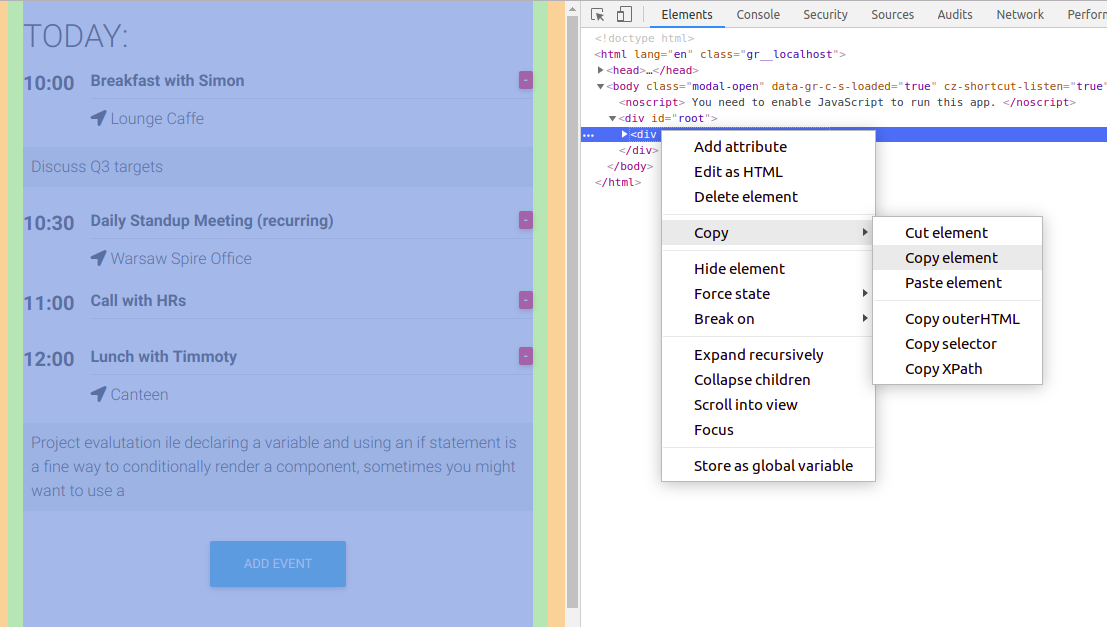 TODAY:
10:00 Breakfast with Simon -
Lounge Caffe
Discuss Q3 targets
10:30 Daily Standup Meeting (recurring) -
Warsaw Spire Office
11:00 Call with HRs -
12:00 Lunch with Timmoty -
Canteen
Project evalutation ile declaring a variable and using an if statement is
a fine way to conditionally render a component, sometimes you might
want to use a
ADD EVENT
Elements Console Security Sources Audits Network Perforn
<!doctype html>
<html lang="en" class="gr__localhost">
▶<head>…</head>
▼<body class="modal-open" data-gr-c-s-loaded="true" cz-shortcut-listen="true"
<noscript> You need to enable JavaScript to run this app. </noscript>
▼<div id="root">
… ▶<div
</div>
</body>
</html>
Add attribute
Edit as HTML
Delete element
Copy
Hide element
Force state
Break on
Expand recursively
Collapse children
Scroll into view
Focus
Store as global variable
Cut element
Copy element
Paste element
Copy outerHTML
Copy selector
Copy XPath